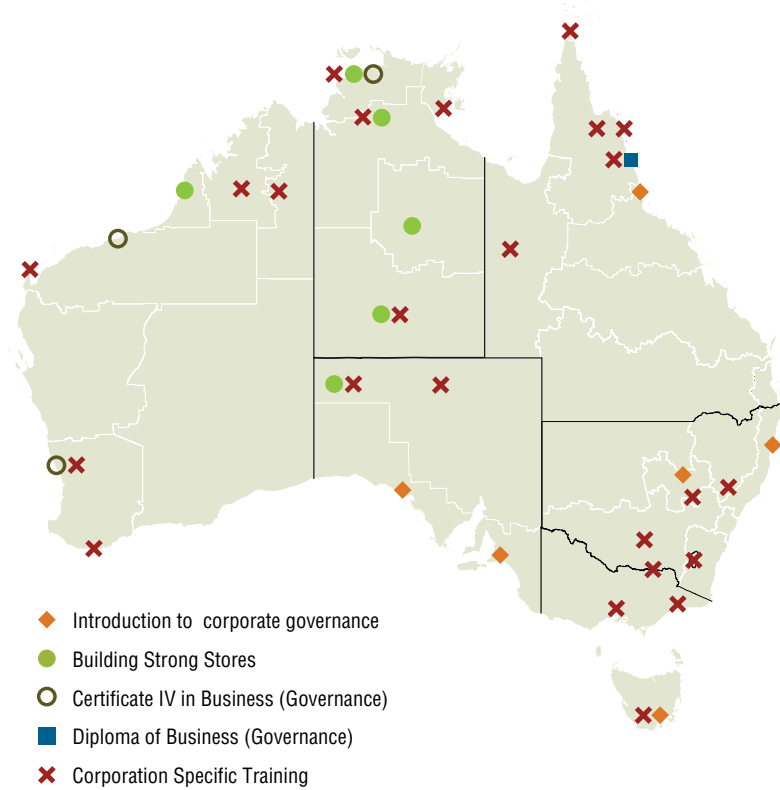 Introduction to corporate governance
Building Strong Stores
Certificate IV in Business (Governance)
Diploma of Business (Governance)
Corporation Specific Training